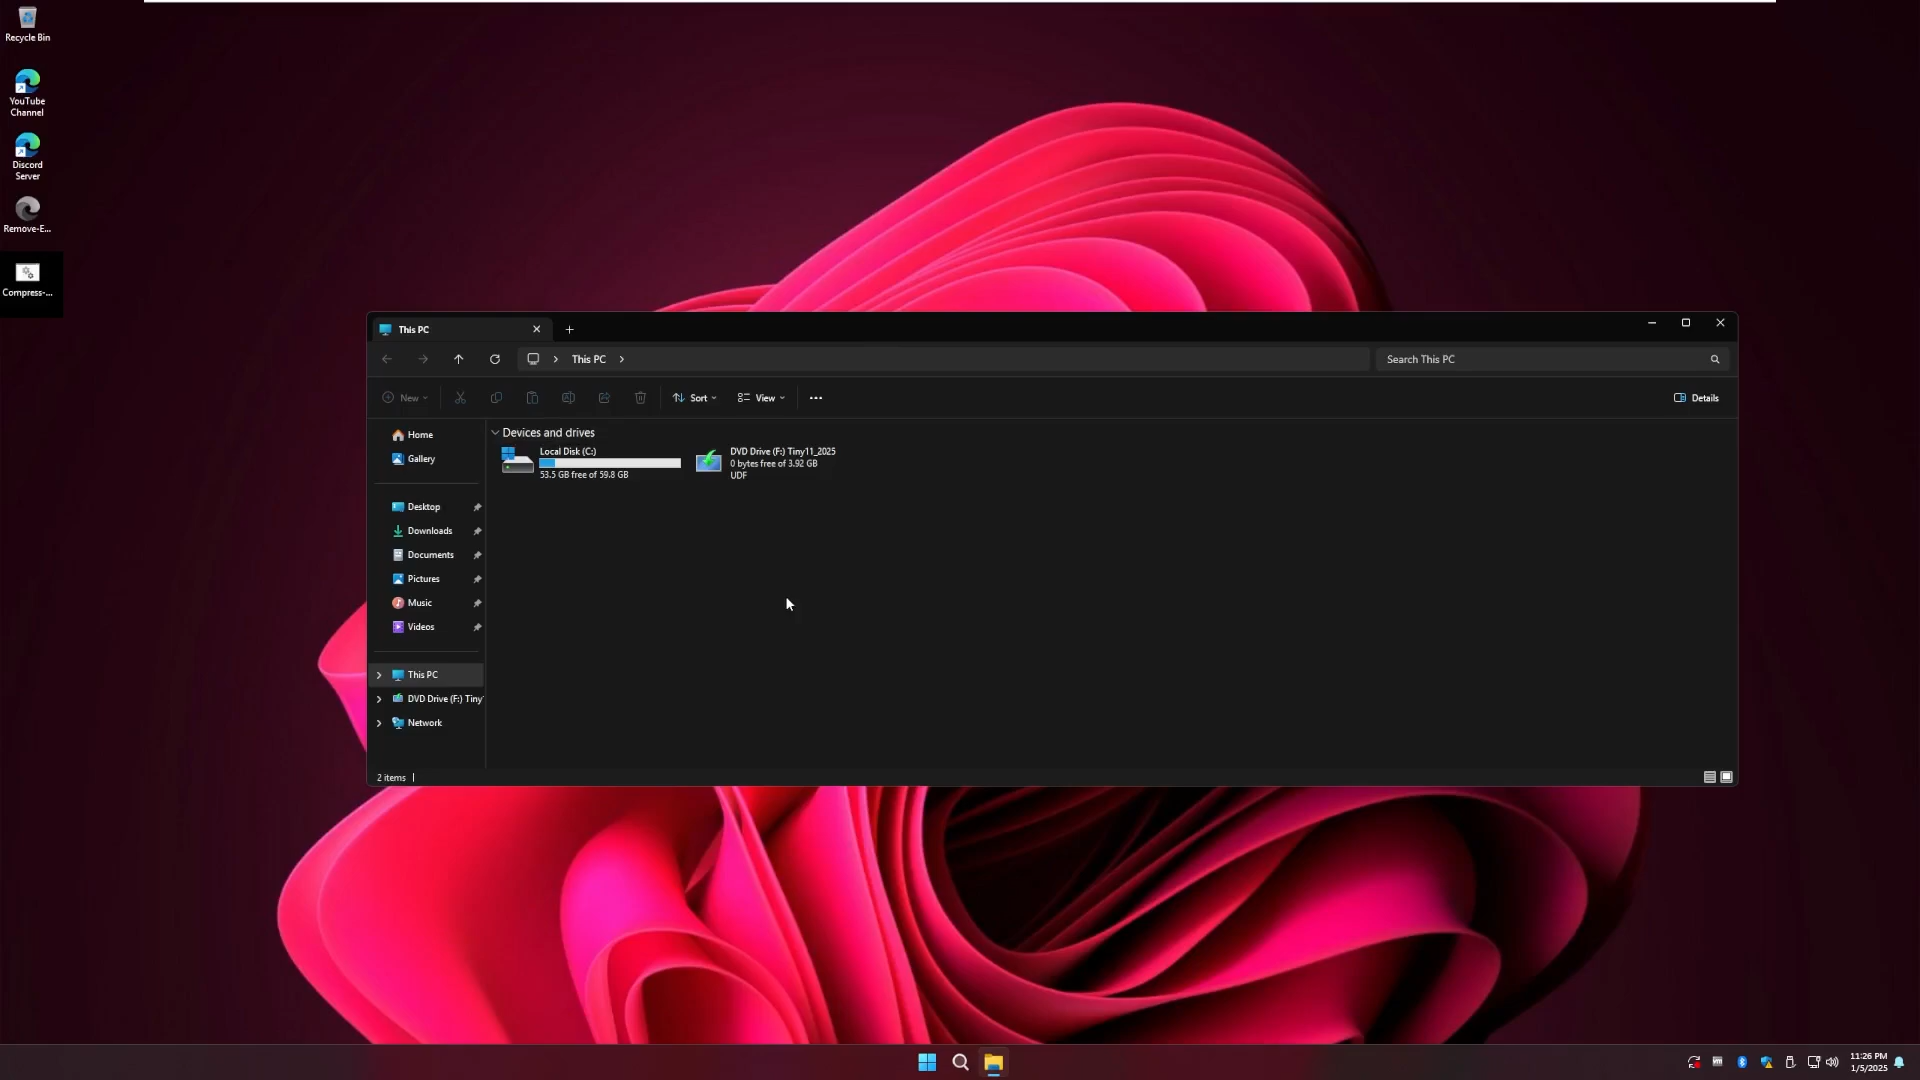 Recycle Bin
YouTube
Channel
Discord
Server
Remove-E...
Compress-...
This PC
This PC
Search This PC
New
Sort
View
Details
Home
Gallery
Desktop
Downloads
Documents
Pictures
Music
Videos
This PC
DVD Drive (F:) Tiny
Network
Devices and drives
Local Disk (C:)
53.5 GB free of 59.8 GB
DVD Drive (F:) Tiny11_2025
0 bytes free of 3.92 GB
UDF
2 items
11:26 PM
1/5/2025